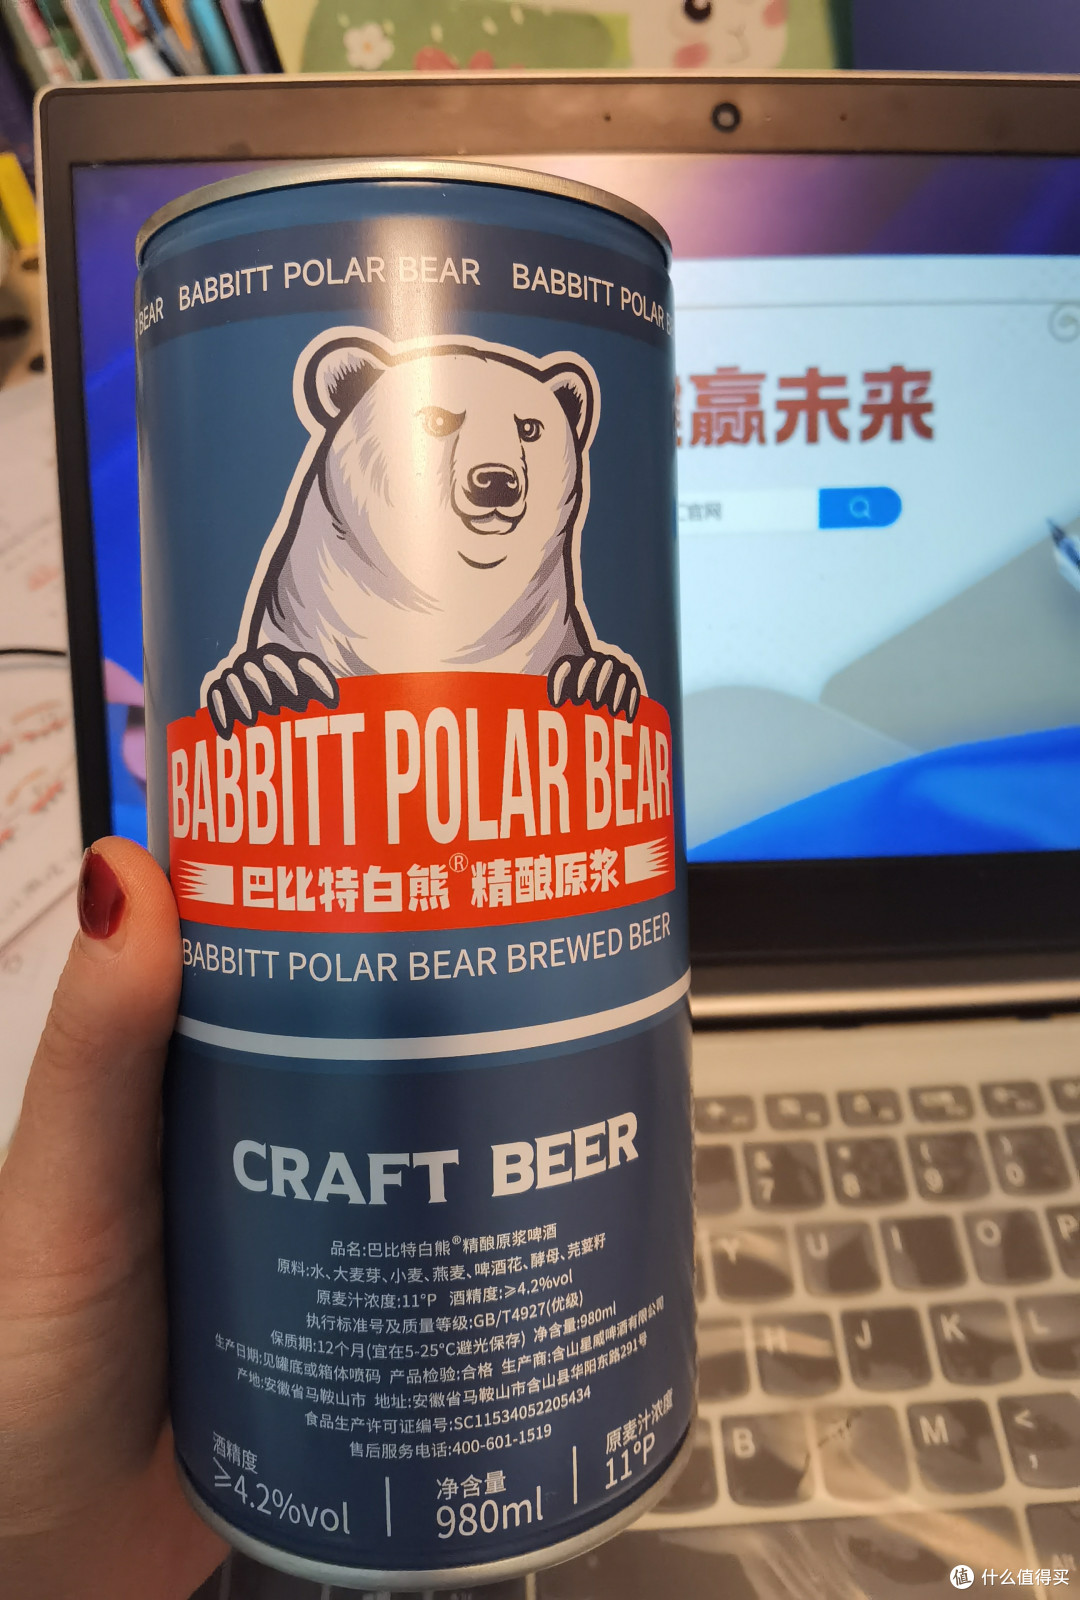 R BEAR BABBITT POLAR BEAR BABBITT POLAR
BABBITT POLAR BEAR
巴比特白熊®精酿原浆
BABBITT POLAR BEAR BREWED BEER
CRAFT BEER
品名:巴比特白熊®精酿原浆啤酒
原料:水、大麦芽、小麦、燕麦、啤酒花、酵母、芫荽籽
原麦汁浓度:11°P 酒精度:≥4.2%vol
执行标准号及质量等级:GB/T4927(优级)
保质期:12个月(宜在5-25°C避光保存) 净含量:980ml
生产日期:见罐底或箱体喷码 产品检验:合格 生产商:含山星威啤酒有限公司
产地:安徽省马鞍山市 地址:安徽省马鞍山市含山县华阳东路291号
食品生产许可证编号:SC11534052205434
售后服务电话:400-601-1519
酒精度
≥4.2%vol
净含量
980ml
原麦汁浓度
11°P
赢未来
官网
& 7
* 8
( 9
) 0
Y U I O P
H J K L
B M < ,
Alt
值 什么值得买